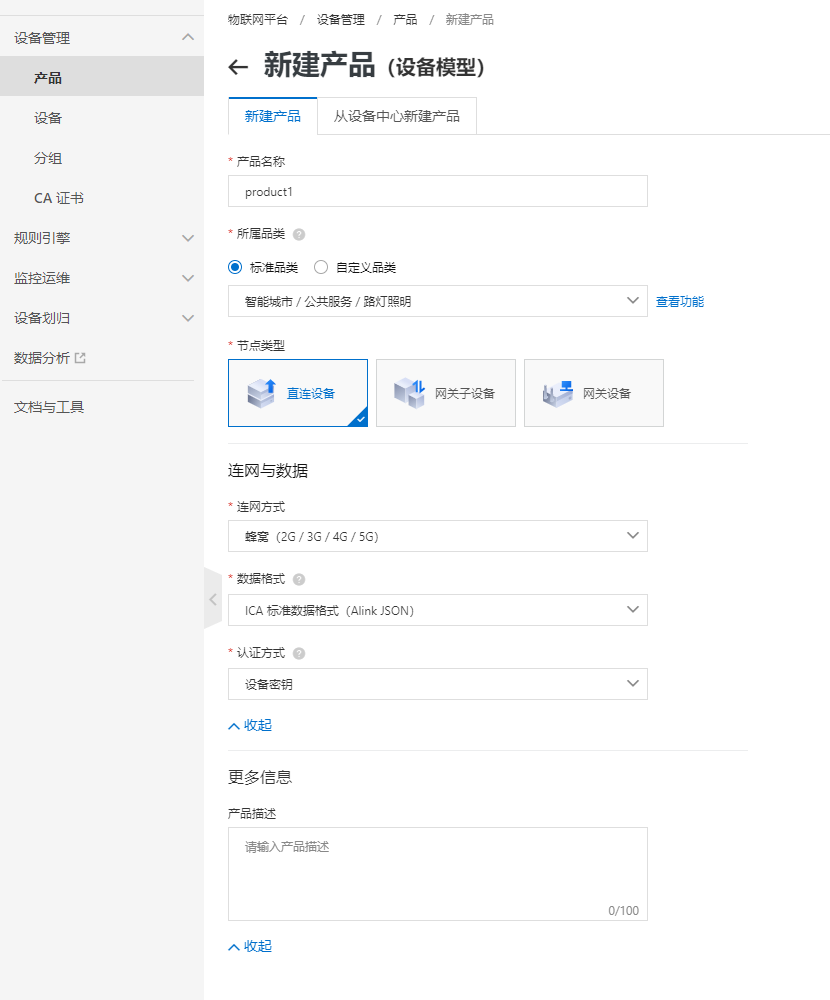 设备管理
产品
设备
分组
CA 证书
规则引擎
监控运维
设备划归
数据分析
文档与工具
物联网平台 / 设备管理 / 产品 / 新建产品
新建产品（设备模型）
新建产品 从设备中心新建产品
* 产品名称
product1
* 所属品类
标准品类 自定义品类
智能城市 / 公共服务 / 路灯照明 查看功能
* 节点类型
直连设备 网关子设备 网关设备
连网与数据
* 连网方式
蜂窝（2G / 3G / 4G / 5G）
* 数据格式
ICA 标准数据格式（Alink JSON）
* 认证方式
设备密钥
收起
更多信息
产品描述
请输入产品描述
0/100
收起